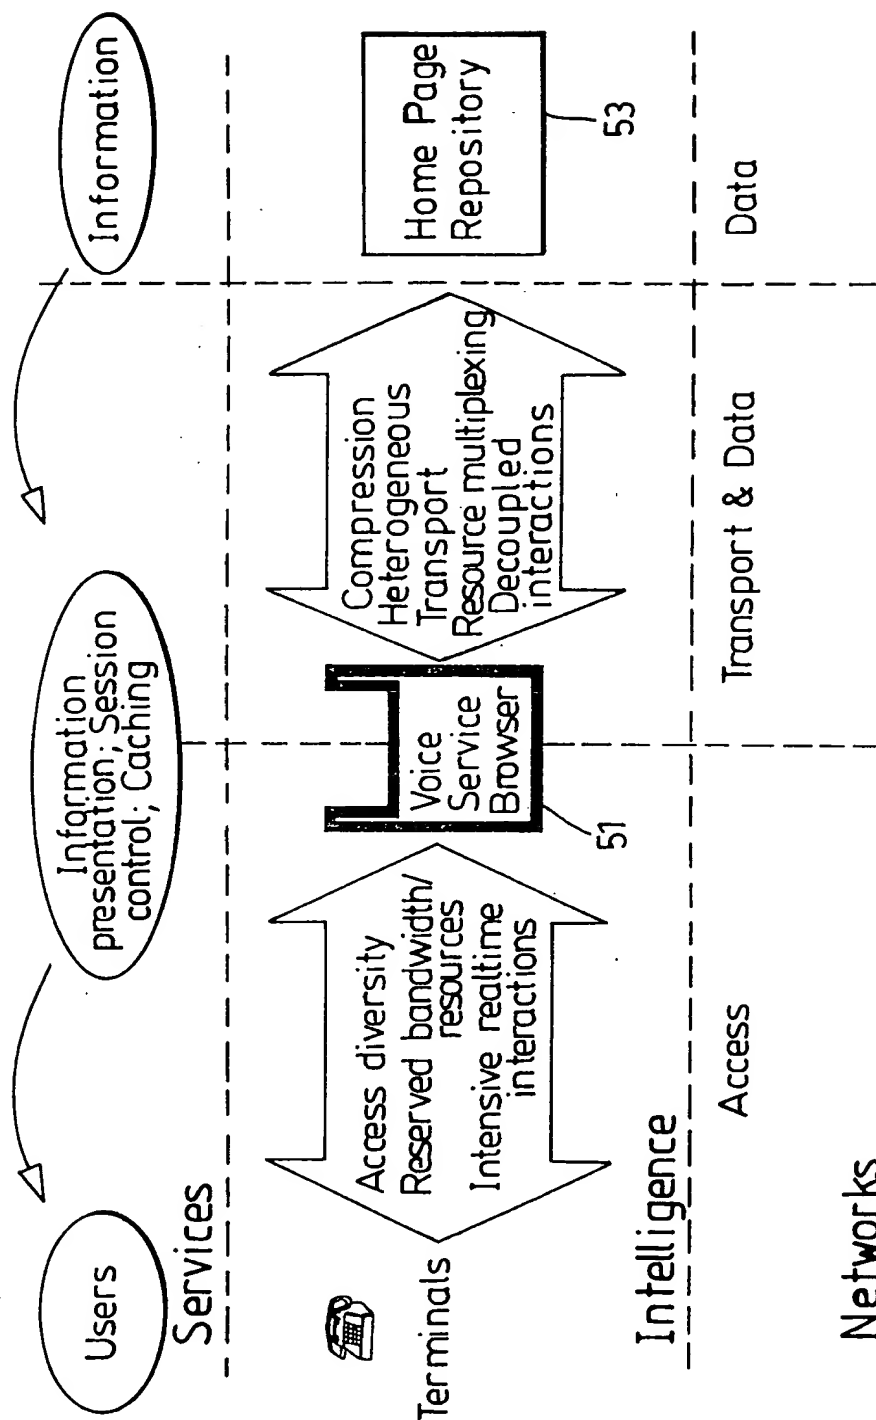 Users
Information
presentation; Session
control; Caching
Information
Services
Terminals
Access diversity
Reserved bandwidth/
resources
Intensive realtime
interactions
Voice
Service
Browser
51
Compression
Heterogeneous
Transport
Resource multiplexing
Decoupled
interactions
Home Page
Repository
53
Intelligence
Access
Transport & Data
Data
Networks